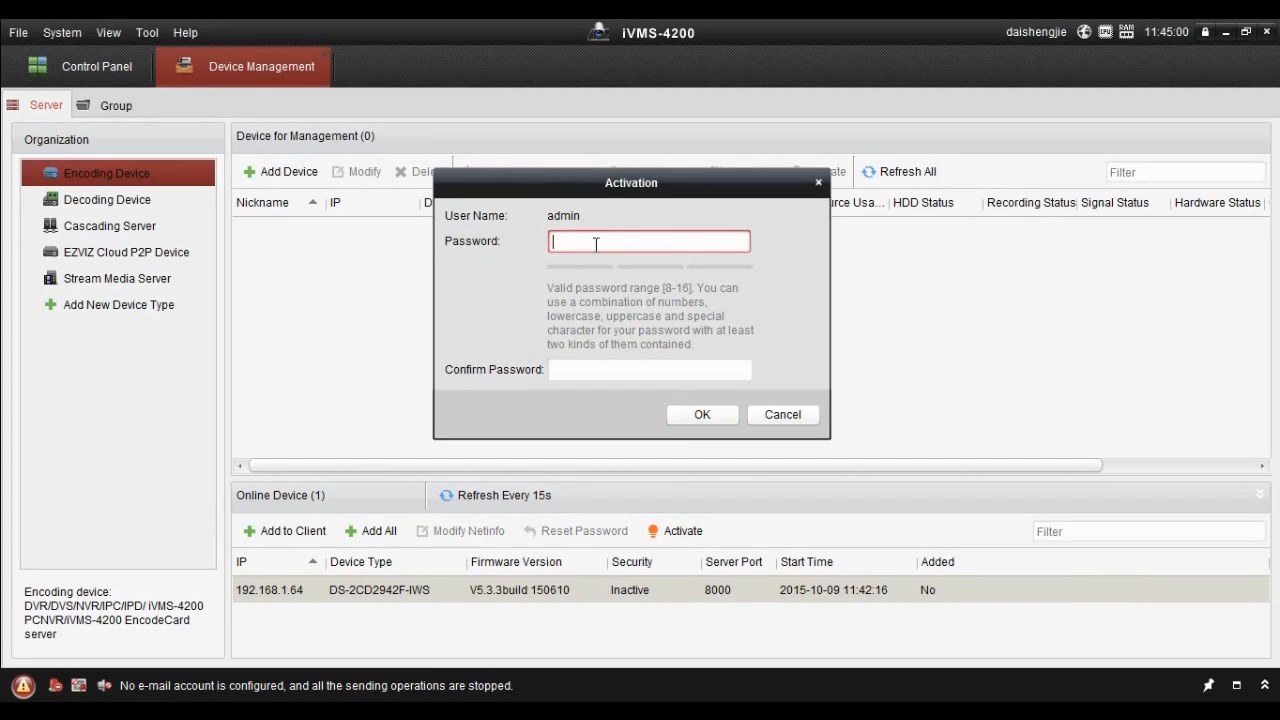 File System View Tool Help iVMS-4200 daishengjie 11:45:00
Control Panel Device Management
Server Group
Organization
Encoding Device
Decoding Device
Cascading Server
EZVIZ Cloud P2P Device
Stream Media Server
Add New Device Type
Encoding device:
DVR/DVS/NVR/IPC/IPD/ iVMS-4200
PCNVR/iVMS-4200 EncodeCard
server
Device for Management (0)
Add Device Modify Refresh All Filter
Nickname IP HDD Status Recording Status Signal Status Hardware Status
Activation
User Name: admin
Password:
Valid password range [8-16]. You can
use a combination of numbers,
lowercase, uppercase and special
character for your password with at least
two kinds of them contained.
Confirm Password:
OK Cancel
Online Device (1) Refresh Every 15s
Add to Client Add All Modify Netinfo Reset Password Activate Filter
IP Device Type Firmware Version Security Server Port Start Time Added
192.168.1.64 DS-2CD2942F-IWS V5.3.3build 150610 Inactive 8000 2015-10-09 11:42:16 No
No e-mail account is configured, and all the sending operations are stopped.